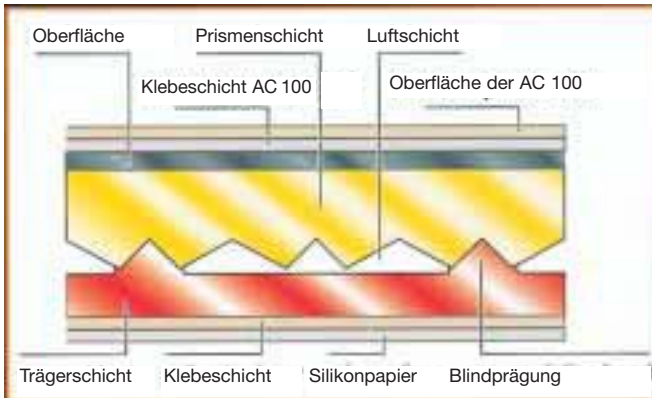 Oberfläche Prismenschicht Luftschicht
Klebeschicht AC 100 Oberfläche der AC 100
Trägerschicht Klebeschicht Silikonpapier Blindprägung